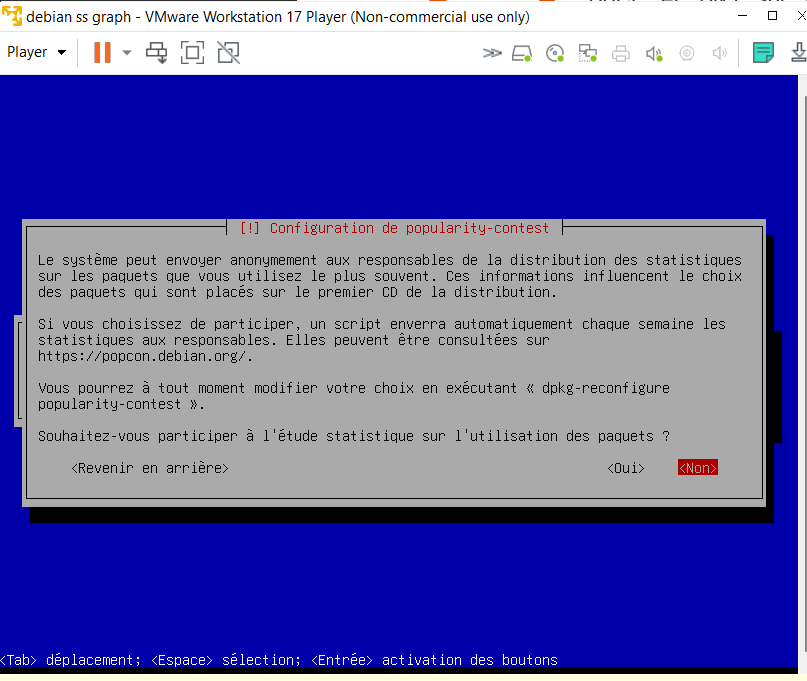 debian ss graph - VMware Workstation 17 Player (Non-commercial use only)
Player
[!] Configuration de popularity-contest
Le système peut envoyer anonymement aux responsables de la distribution des statistiques
sur les paquets que vous utilisez le plus souvent. Ces informations influencent le choix
des paquets qui sont placés sur le premier CD de la distribution.
Si vous choisissez de participer, un script enverra automatiquement chaque semaine les
statistiques aux responsables. Elles peuvent être consultées sur
https://popcon.debian.org/.
Vous pourrez à tout moment modifier votre choix en exécutant « dpkg-reconfigure
popularity-contest ».
Souhaitez-vous participer à l'étude statistique sur l'utilisation des paquets ?
<Revenir en arrière> <Oui> <Non>
<Tab> déplacement; <Espace> sélection; <Entrée> activation des boutons